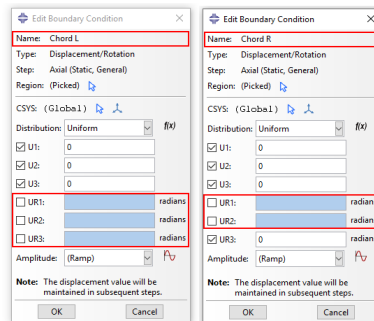 Edit Boundary Condition
Name: Chord L
Type: Displacement/Rotation
Step: Axial (Static, General)
Region: (Picked)
CSYS: (Global)
Distribution: Uniform f(x)
U1: 0
U2: 0
U3: 0
UR1: radians
UR2: radians
UR3: radians
Amplitude: (Ramp)
Note: The displacement value will be
maintained in subsequent steps.
OK Cancel
Edit Boundary Condition
Name: Chord R
Type: Displacement/Rotation
Step: Axial (Static, General)
Region: (Picked)
CSYS: (Global)
Distribution: Uniform f(x)
U1: 0
U2: 0
U3: 0
UR1: radian
UR2: radian
UR3: 0 radian
Amplitude: (Ramp)
Note: The displacement value will be
maintained in subsequent steps.
OK Cancel